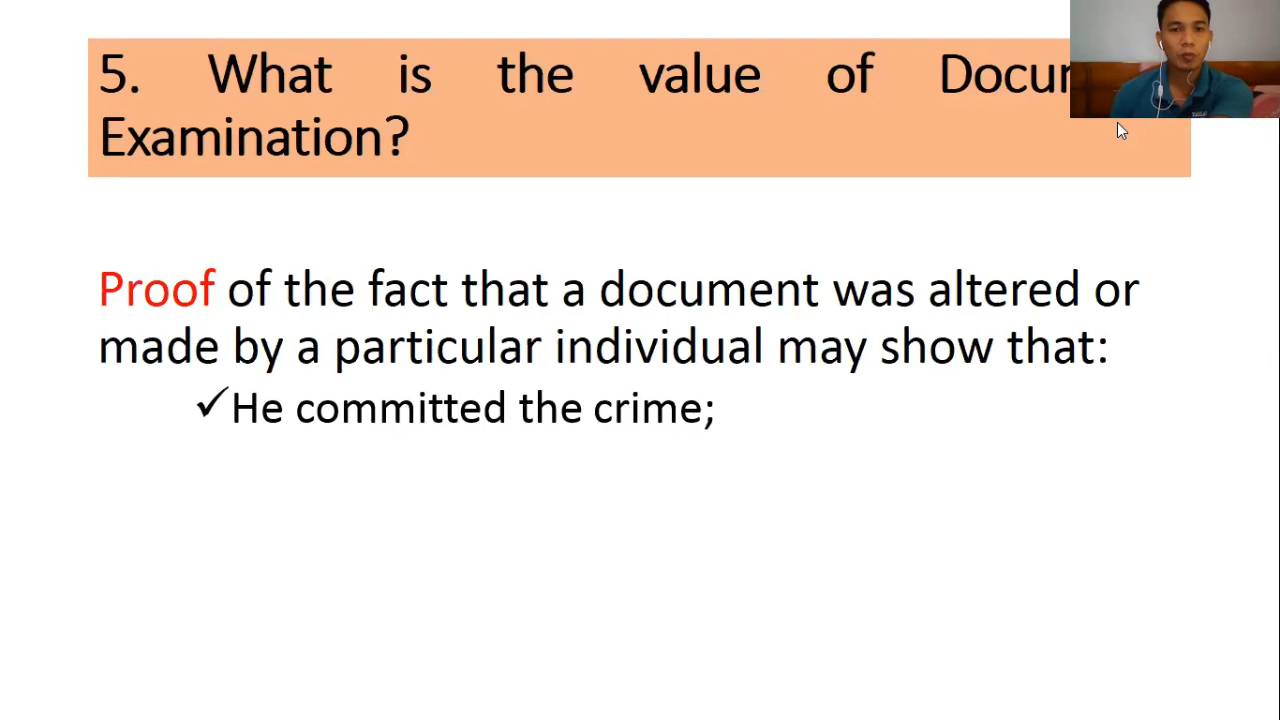 5. What is the value of
Examination?
Proof of the fact that a document was altered or
made by a particular individual may show that:
✓He committed the crime;